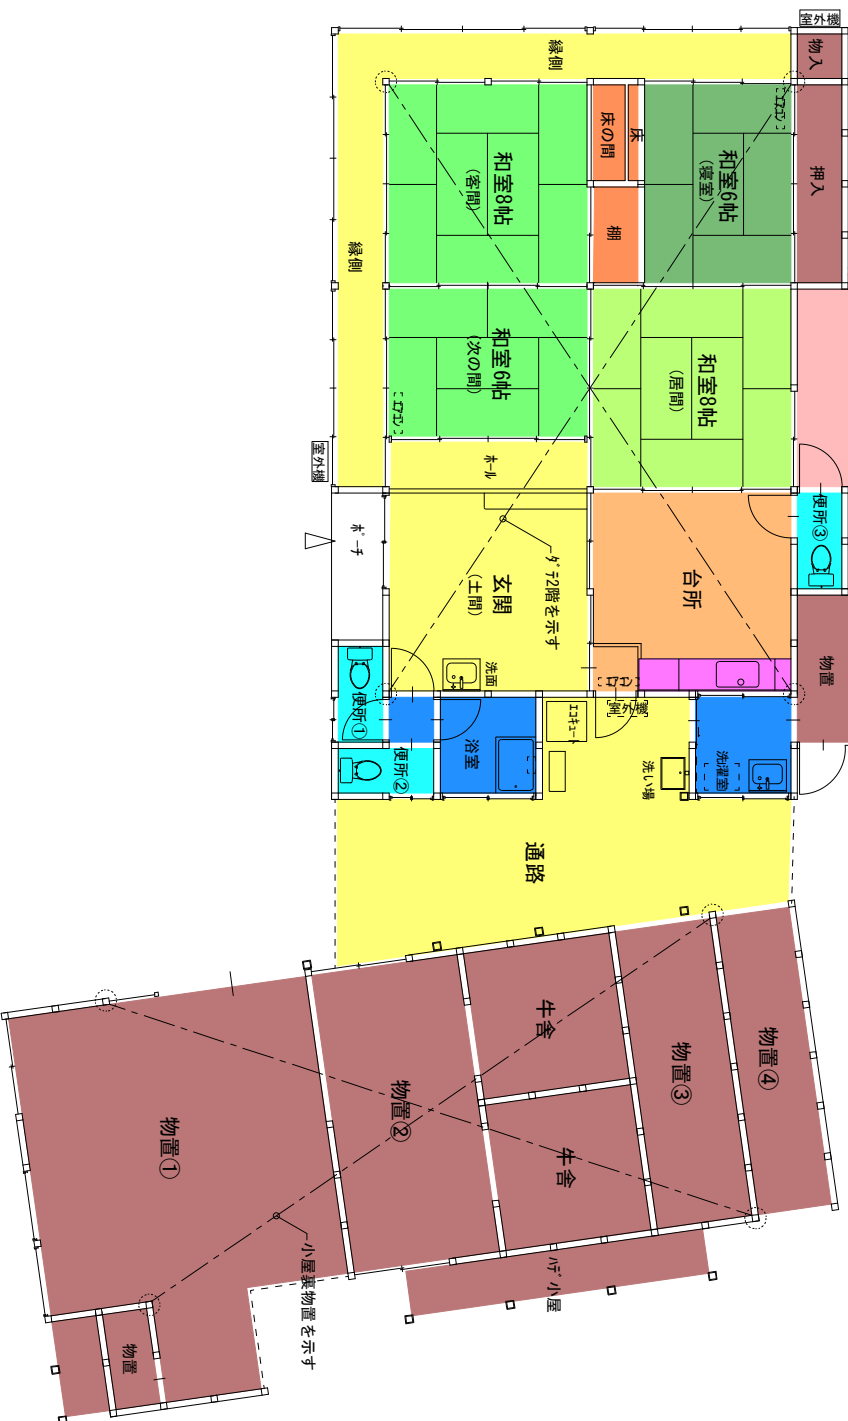 室外機
物入
縁側
エアコン
床の間
床
和室8帖
(客間)
和室6帖
(寝室)
押入
棚
縁側
和室6帖
(次の間)
和室8帖
(居間)
エアコン
室外機
ホール
便所③
ポーチ
玄関
(土間)
ダテ2階を示す
台所
洗面
エアコン
物置
便所①
室外機
エコキュート
浴室
便所②
洗い場
洗濯室
通路
牛舎
物置④
物置③
物置②
物置①
牛舎
ハデ小屋
小屋裏物置を示す
物置